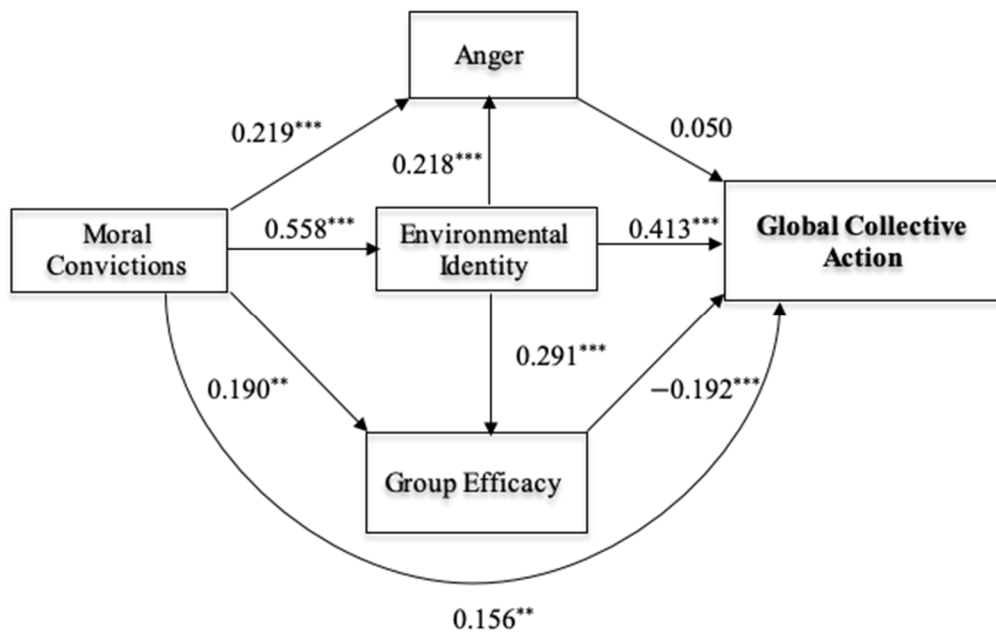 Anger
0.219***
0.050
0.218***
Moral
Convictions
0.558***
Environmental
Identity
0.413***
Global Collective
Action
0.291***
0.190**
−0.192***
Group Efficacy
0.156**